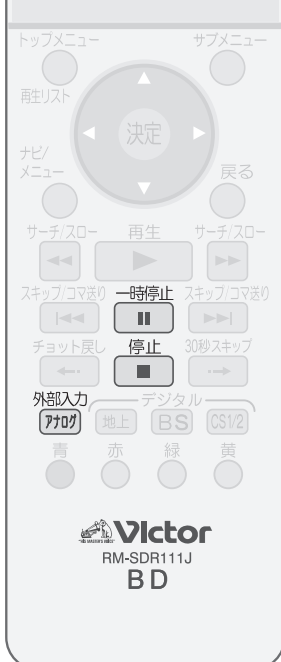 トップメニュー サブメニュー
再生リスト
決定
ナビ/
メニュー 戻る
サーチ/スロー 再生 サーチ/スロー
スキップ/コマ送り 一時停止 スキップ/コマ送り
チョット戻し 停止 30秒スキップ
外部入力 デジタル
アナログ 地上 BS CS1/2
青 赤 緑 黄
"HIS MASTER'S VOICE" Victor
RM-SDR111J
BD